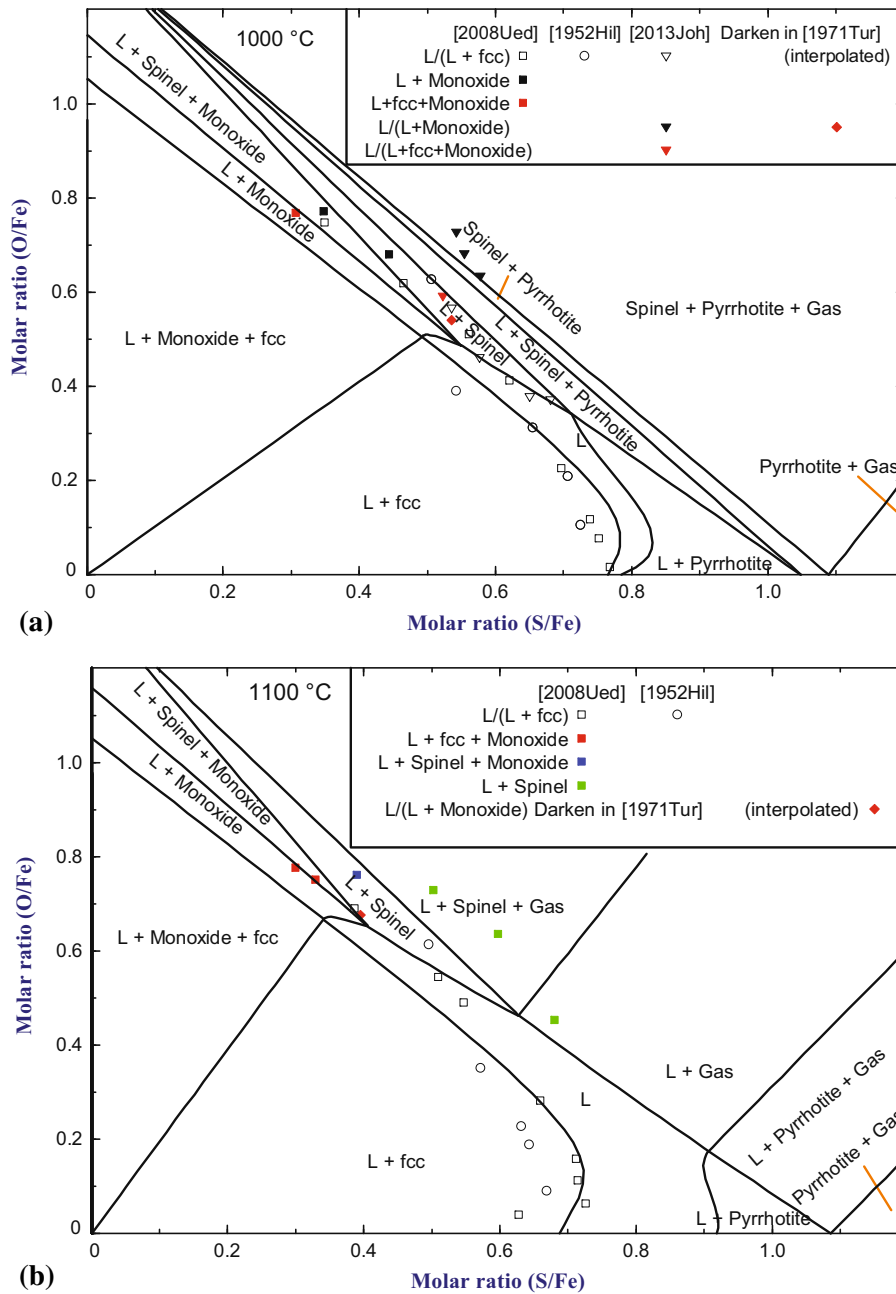 1000 °C
[2008Ued] [1952Hil] [2013Joh] Darken in [1971Tur]
L/(L + fcc) (interpolated)
L + Monoxide
L+fcc+Monoxide
L/(L+Monoxide)
L/(L+fcc+Monoxide)
1.0
0.8
0.6
0.4
0.2
0
Molar ratio (O/Fe)
L + Spinel + Monoxide
L + Monoxide
Spinel + Pyrrhotite
Spinel + Pyrrhotite + Gas
L + Monoxide + fcc
L + Spinel
L + Spinel + Pyrrhotite
L
Pyrrhotite + Gas
L + fcc
L + Pyrrhotite
0 0.2 0.4 0.6 0.8 1.0
(a)
Molar ratio (S/Fe)
1100 °C
[2008Ued] [1952Hil]
L/(L + fcc)
L + fcc + Monoxide
L + Spinel + Monoxide
L + Spinel
L/(L + Monoxide) Darken in [1971Tur] (interpolated)
1.0
0.8
0.6
0.4
0.2
0
Molar ratio (O/Fe)
L + Spinel + Monoxide
L + Monoxide
L + Spinel
L + Spinel + Gas
L + Monoxide + fcc
L + Gas
L
L + Pyrrhotite + Gas
L + fcc
Pyrrhotite + Gas
L + Pyrrhotite
0 0.2 0.4 0.6 0.8 1.0
(b)
Molar ratio (S/Fe)